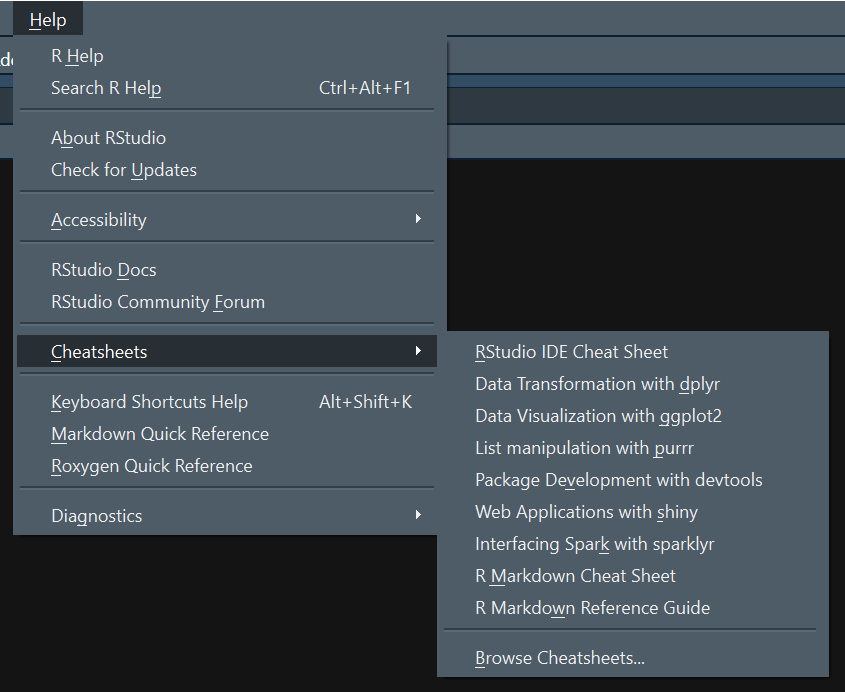 Help
R Help
Search R Help Ctrl+Alt+F1
About RStudio
Check for Updates
Accessibility
RStudio Docs
RStudio Community Forum
Cheatsheets
Keyboard Shortcuts Help Alt+Shift+K
Markdown Quick Reference
Roxygen Quick Reference
Diagnostics
RStudio IDE Cheat Sheet
Data Transformation with dplyr
Data Visualization with ggplot2
List manipulation with purrr
Package Development with devtools
Web Applications with shiny
Interfacing Spark with sparklyr
R Markdown Cheat Sheet
R Markdown Reference Guide
Browse Cheatsheets...